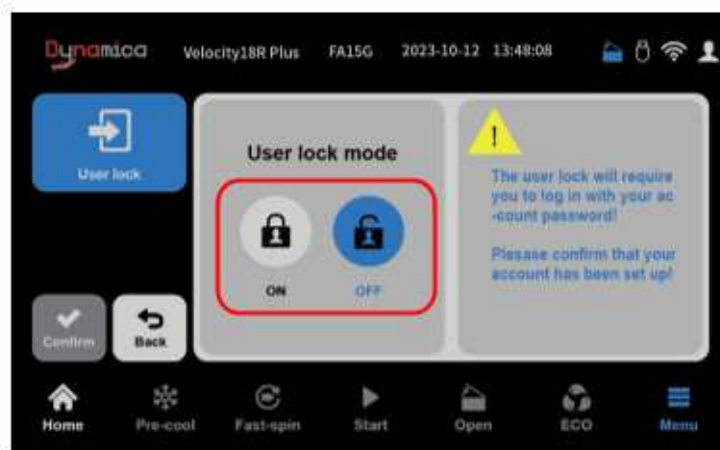 Dynamica Velocity18R Plus FA15G 2023-10-12 13:48:08
User lock
User lock mode
ON OFF
!
The user lock will require
you to log in with your ac
-count password!
Plesase confirm that your
account has been set up!
Confirm Back
Home Pre-cool Fast-spin Start Open ECO Menu